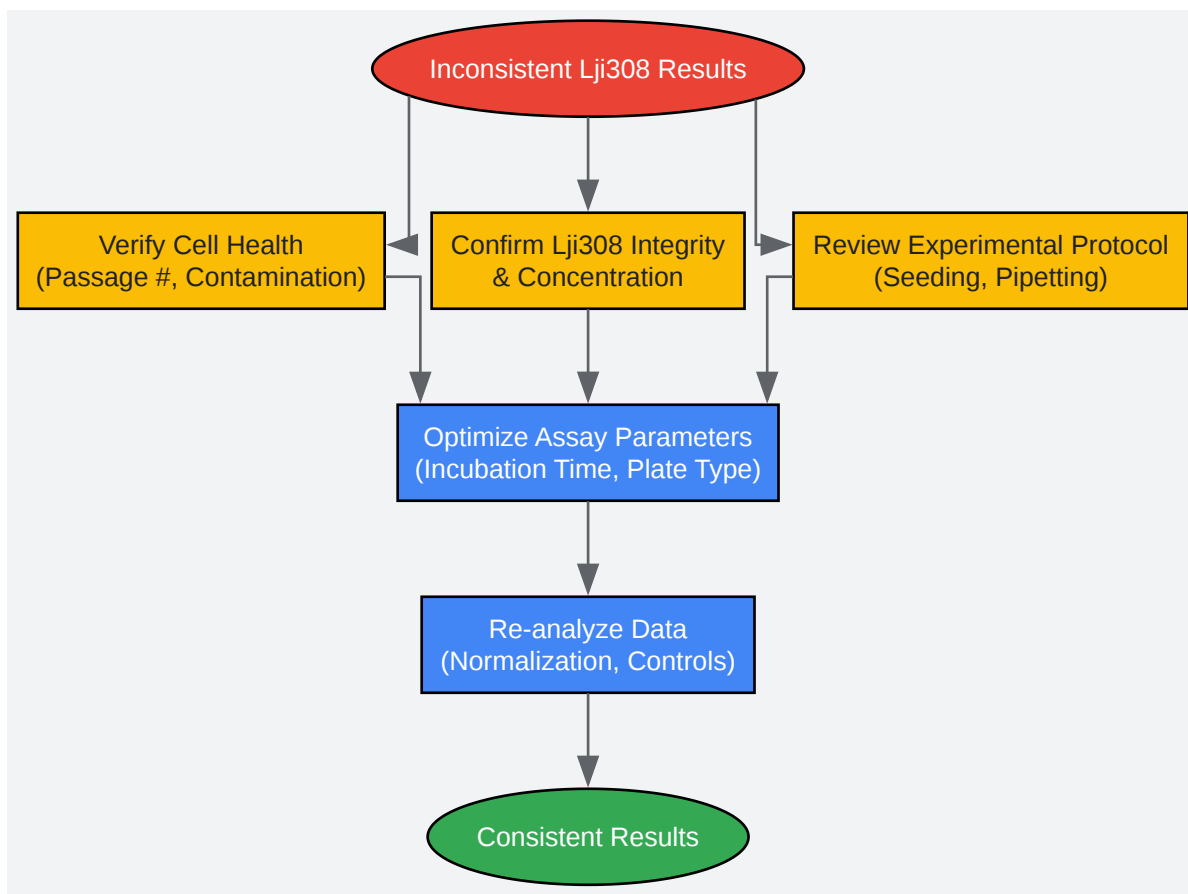 Inconsistent Lji308 Results
Verify Cell Health
(Passage #, Contamination)
Confirm Lji308 Integrity
& Concentration
Review Experimental Protocol
(Seeding, Pipetting)
Optimize Assay Parameters
(Incubation Time, Plate Type)
Re-analyze Data
(Normalization, Controls)
Consistent Results